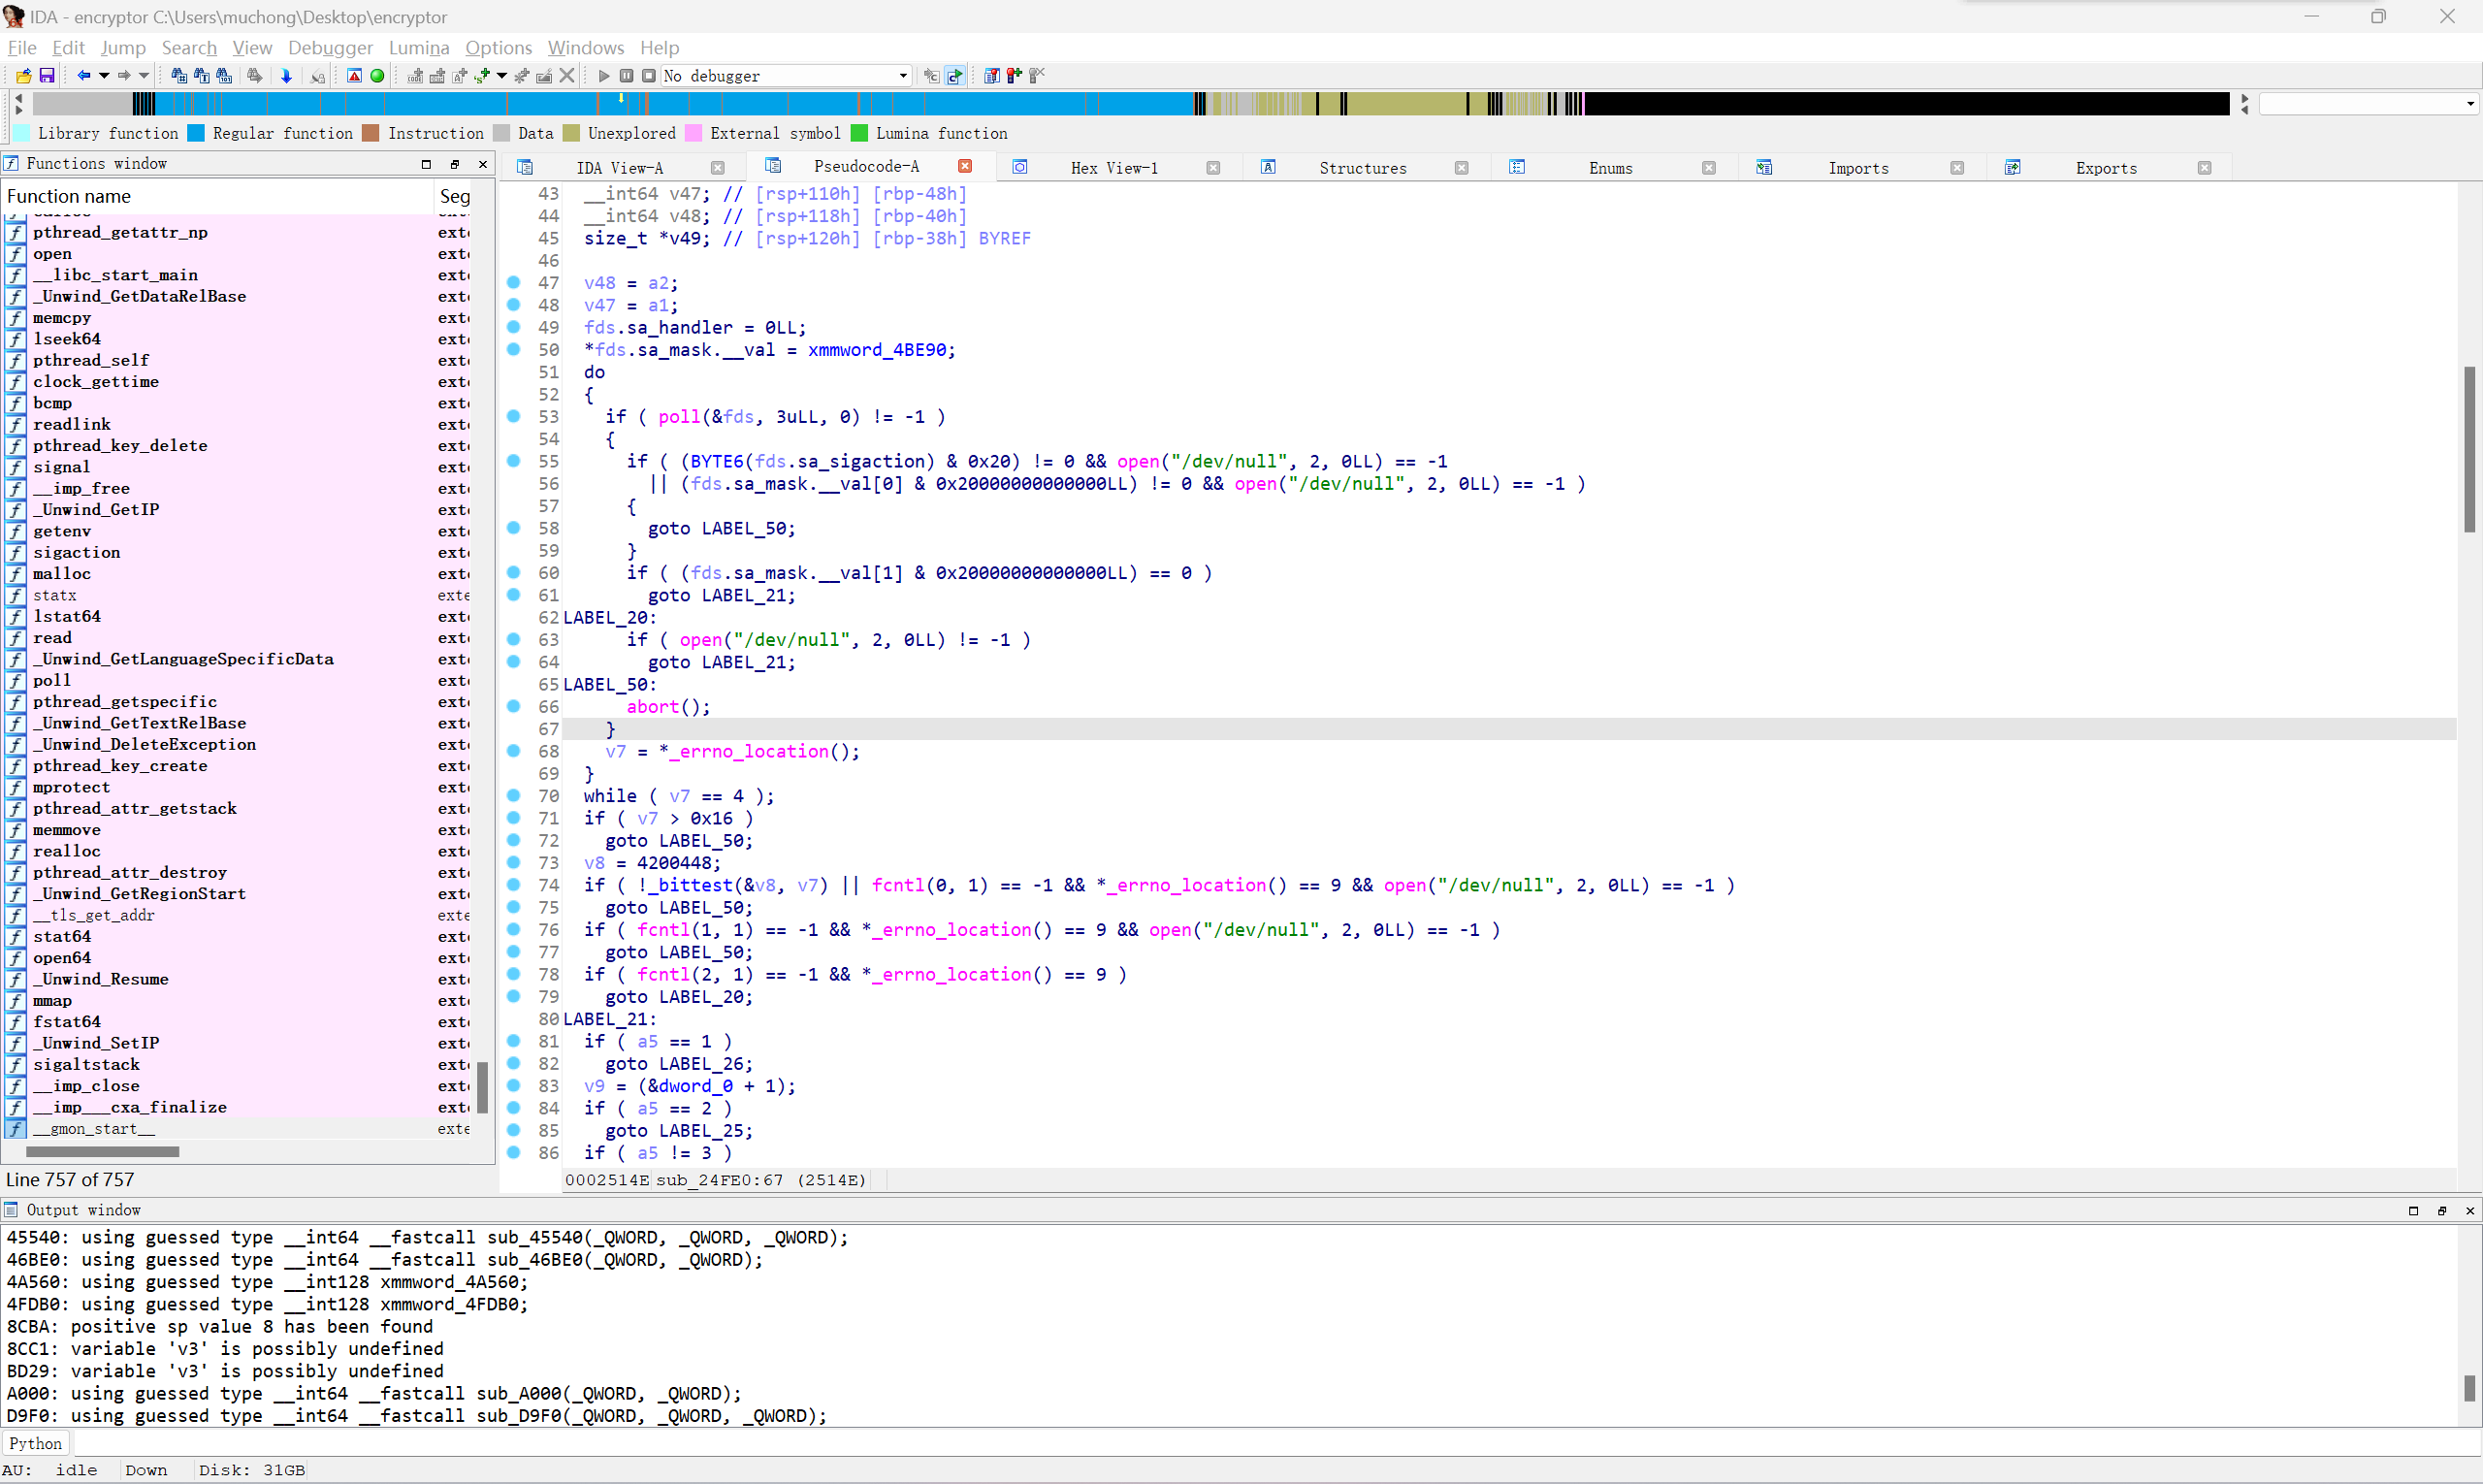 IDA - encryptor C:\Users\muchong\Desktop\encryptor
File Edit Jump Search View Debugger Lumina Options Windows Help
No debugger
Library function Regular function Instruction Data Unexplored External symbol Lumina function
Functions window
Function name Seg
pthread_getattr_np ext
open ext
__libc_start_main ext
_Unwind_GetDataRelBase ext
memcpy ext
lseek64 ext
pthread_self ext
clock_gettime ext
bcmp ext
readlink ext
pthread_key_delete ext
signal ext
__imp_free ext
_Unwind_GetIP ext
getenv ext
sigaction ext
malloc ext
statx exte
lstat64 ext
read ext
_Unwind_GetLanguageSpecificData ext
poll ext
pthread_getspecific ext
_Unwind_GetTextRelBase ext
_Unwind_DeleteException ext
pthread_key_create ext
mprotect ext
pthread_attr_getstack ext
memmove ext
realloc ext
pthread_attr_destroy ext
_Unwind_GetRegionStart ext
__tls_get_addr exte
stat64 ext
open64 ext
_Unwind_Resume ext
mmap ext
fstat64 ext
_Unwind_SetIP ext
sigaltstack ext
__imp_close ext
__imp___cxa_finalize ext
__gmon_start__ exte
Line 757 of 757
IDA View-A Pseudocode-A Hex View-1 Structures Enums Imports Exports
43 __int64 v47; // [rsp+110h] [rbp-48h]
44 __int64 v48; // [rsp+118h] [rbp-40h]
45 size_t *v49; // [rsp+120h] [rbp-38h] BYREF
46
47 v48 = a2;
48 v47 = a1;
49 fds.sa_handler = 0LL;
50 *fds.sa_mask.__val = xmmword_4BE90;
51 do
52 {
53 if ( poll(&fds, 3uLL, 0) != -1 )
54 {
55 if ( (BYTE6(fds.sa_sigaction) & 0x20) != 0 && open("/dev/null", 2, 0LL) == -1
56 || (fds.sa_mask.__val[0] & 0x20000000000000LL) != 0 && open("/dev/null", 2, 0LL) == -1 )
57 {
58 goto LABEL_50;
59 }
60 if ( (fds.sa_mask.__val[1] & 0x20000000000000LL) == 0 )
61 goto LABEL_21;
62 LABEL_20:
63 if ( open("/dev/null", 2, 0LL) != -1 )
64 goto LABEL_21;
65 LABEL_50:
66 abort();
67 }
68 v7 = *_errno_location();
69 }
70 while ( v7 == 4 );
71 if ( v7 > 0x16 )
72 goto LABEL_50;
73 v8 = 4200448;
74 if ( !_bittest(&v8, v7) || fcntl(0, 1) == -1 && *_errno_location() == 9 && open("/dev/null", 2, 0LL) == -1 )
75 goto LABEL_50;
76 if ( fcntl(1, 1) == -1 && *_errno_location() == 9 && open("/dev/null", 2, 0LL) == -1 )
77 goto LABEL_50;
78 if ( fcntl(2, 1) == -1 && *_errno_location() == 9 )
79 goto LABEL_20;
80 LABEL_21:
81 if ( a5 == 1 )
82 goto LABEL_26;
83 v9 = (&dword_0 + 1);
84 if ( a5 == 2 )
85 goto LABEL_25;
86 if ( a5 != 3 )
0002514E sub_24FE0:67 (2514E)
Output window
45540: using guessed type __int64 __fastcall sub_45540(_QWORD, _QWORD, _QWORD);
46BE0: using guessed type __int64 __fastcall sub_46BE0(_QWORD, _QWORD);
4A560: using guessed type __int128 xmmword_4A560;
4FDB0: using guessed type __int128 xmmword_4FDB0;
8CBA: positive sp value 8 has been found
8CC1: variable 'v3' is possibly undefined
BD29: variable 'v3' is possibly undefined
A000: using guessed type __int64 __fastcall sub_A000(_QWORD, _QWORD);
D9F0: using guessed type __int64 __fastcall sub_D9F0(_QWORD, _QWORD, _QWORD);
Python
AU: idle Down Disk: 31GB